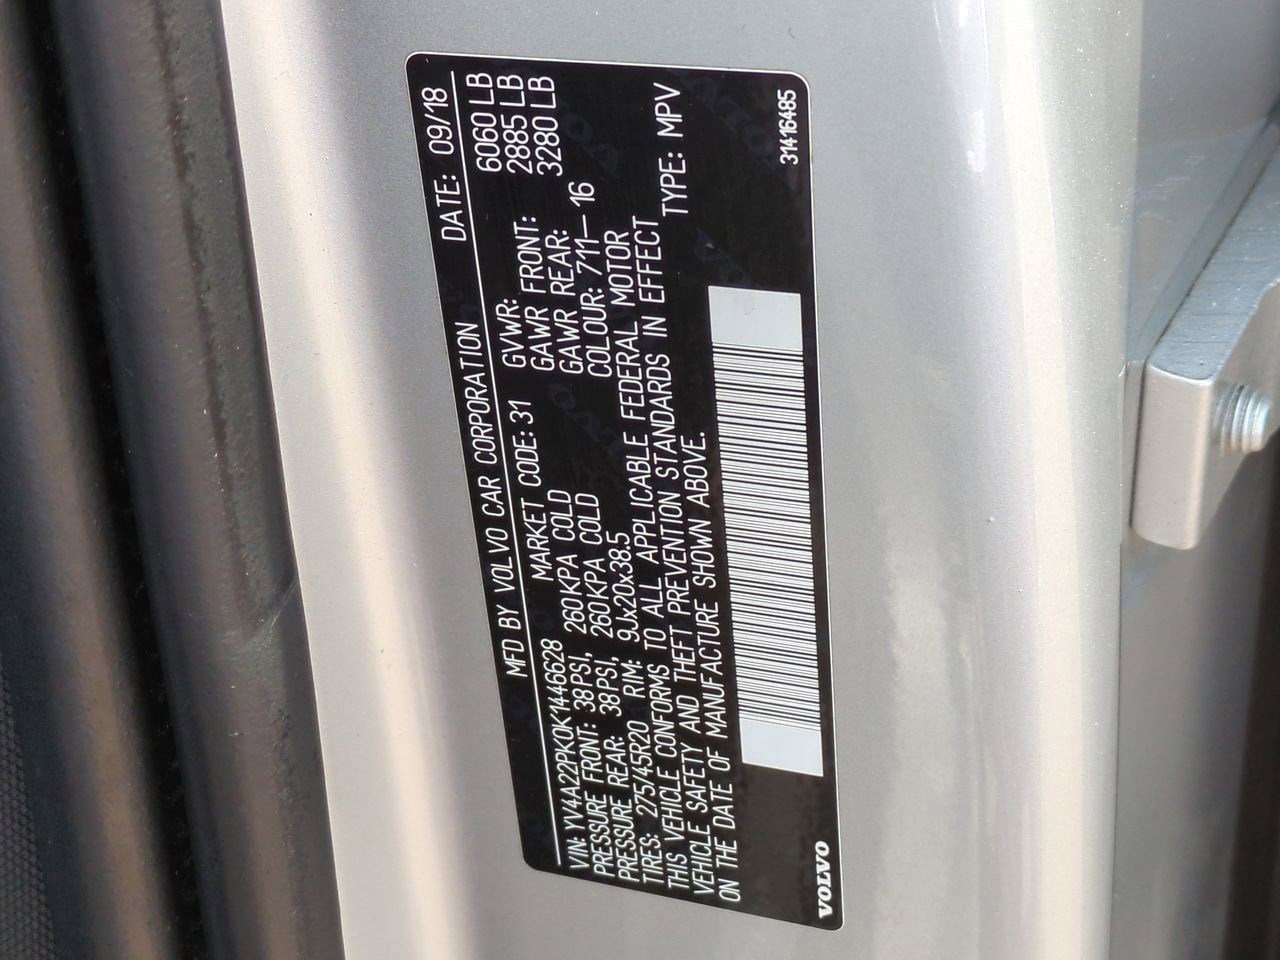 MFD BY VOLVO CAR CORPORATION DATE: 09/18
VIN: YV4A22PK0K1446628 MARKET CODE: 31 GVWR: 6060 LB
PRESSURE FRONT: 38PSI, 260KPA COLD GAWR FRONT: 2885 LB
PRESSURE REAR: 38PSI, 260KPA COLD GAWR REAR: 3280 LB
TIRES: 275/45R20 RIM: 9Jx20x38.5 COLOUR: 711—16
THIS VEHICLE CONFORMS TO ALL APPLICABLE FEDERAL MOTOR
VEHICLE SAFETY AND THEFT PREVENTION STANDARDS IN EFFECT
ON THE DATE OF MANUFACTURE SHOWN ABOVE. TYPE: MPV
VOLVO 31416485